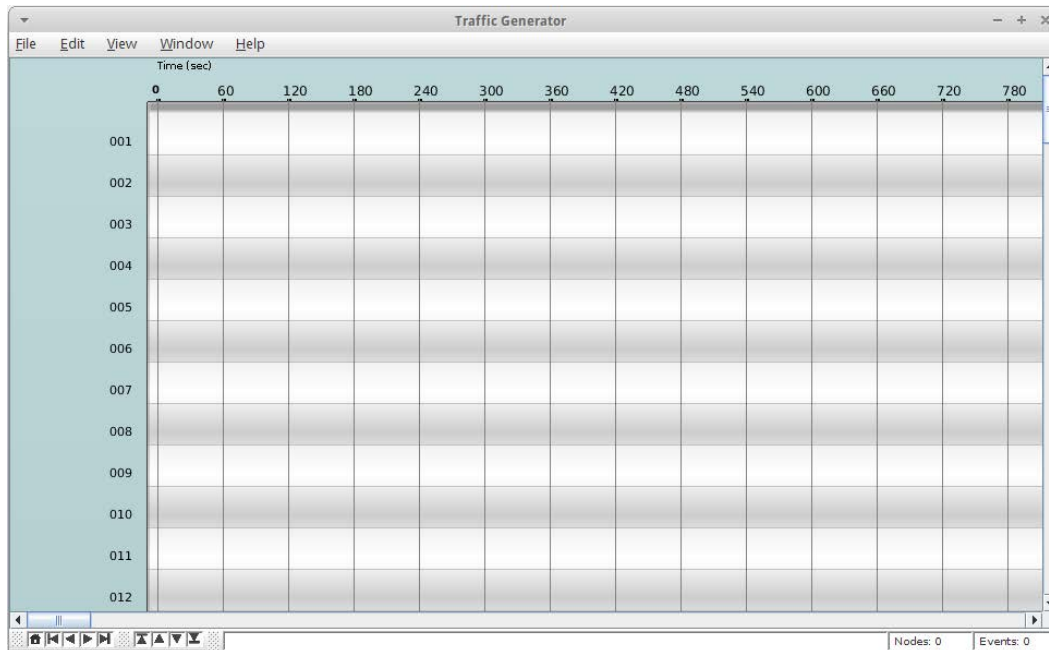 Traffic Generator
File Edit View Window Help
Time (sec)
0 60 120 180 240 300 360 420 480 540 600 660 720 780
001
002
003
004
005
006
007
008
009
010
011
012
Nodes: 0 Events: 0